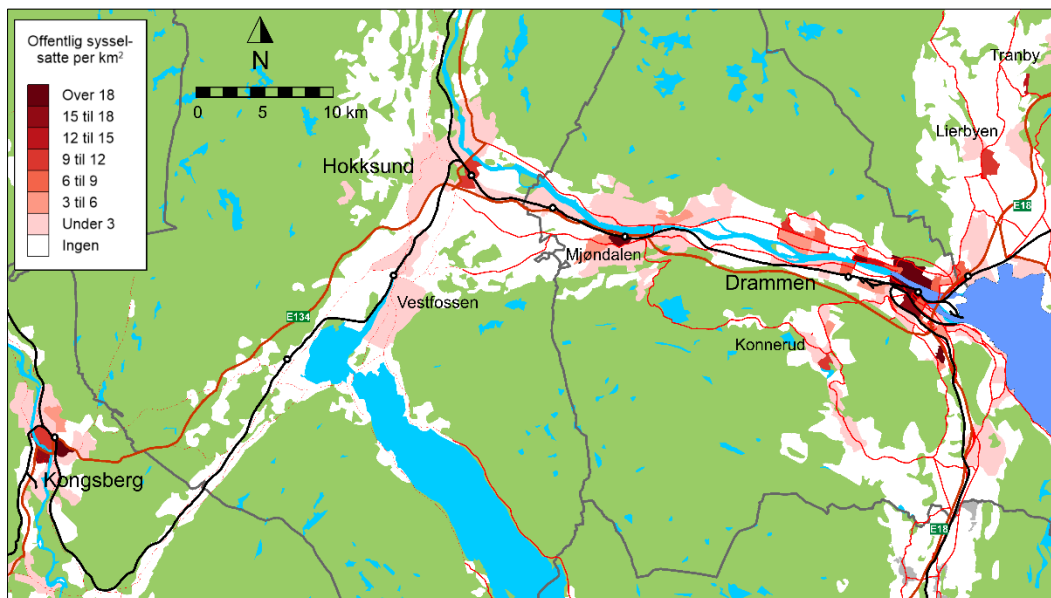 Offentlig syssel-
satte per km²
Over 18
15 til 18
12 til 15
9 til 12
6 til 9
3 til 6
Under 3
Ingen
N
0 5 10 km
Tranby
Lierbyen
Hokksund
E18
Mjøndalen
Drammen
Vestfossen
E134
Konnerud
Kongsberg
E18